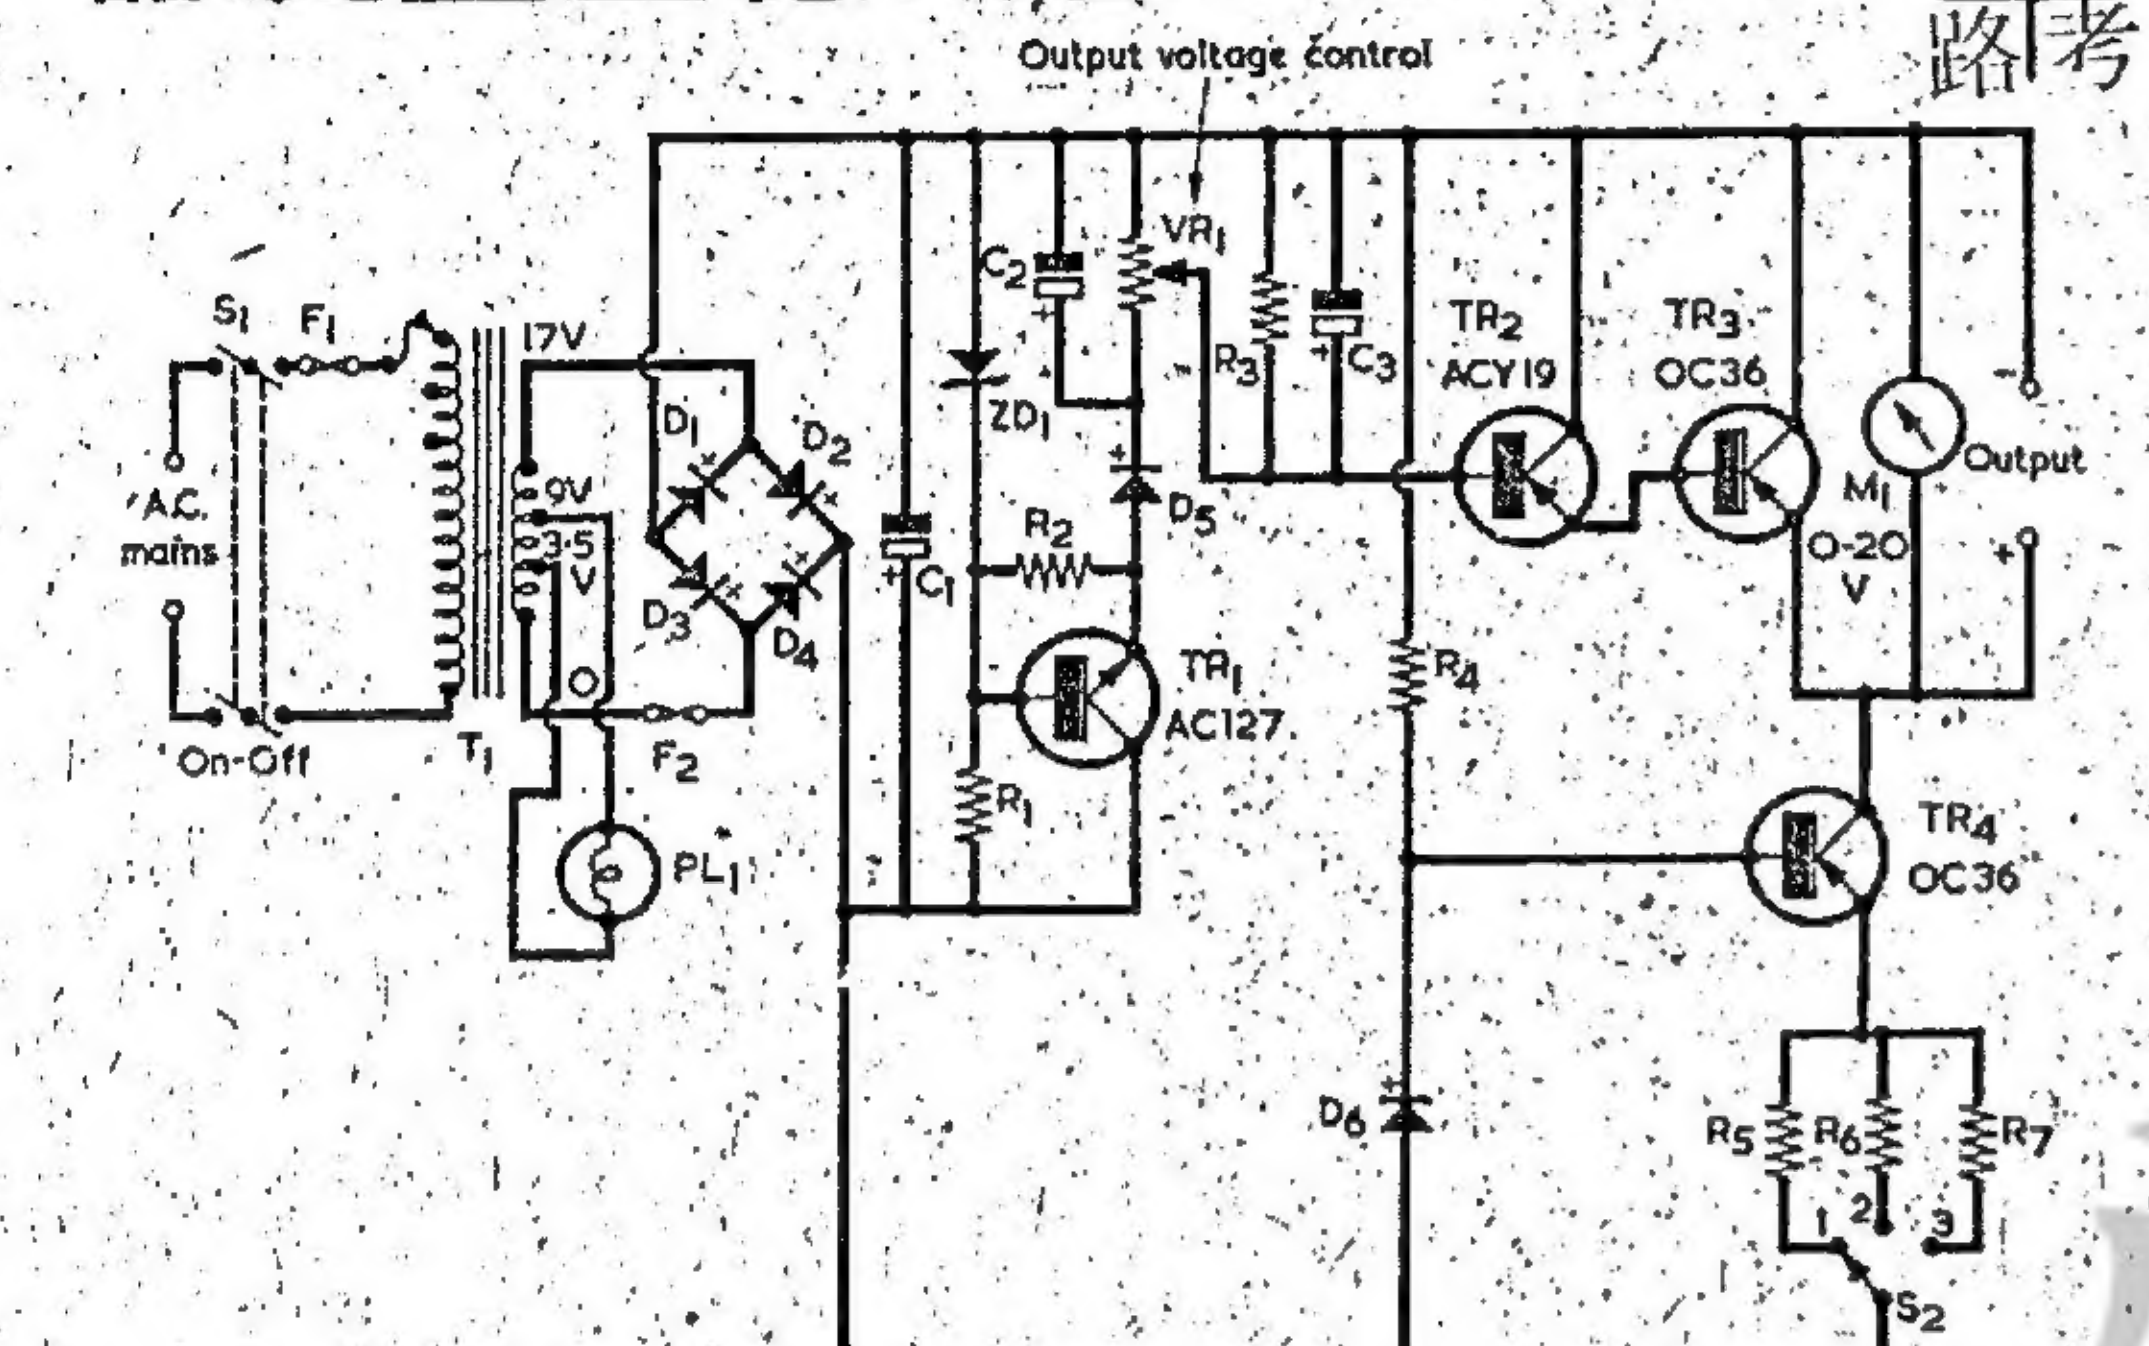 路 考
Output voltage control
VR1
C2
S1 F1
17V
TR2
ACY19
TR3
OC36
R3
C3
ZD1
D1
D2
A.C.
mains
9V
3·5
V
O
D5
R2
C1
M1
0-20
V
Output
-
+
D3
D4
R4
TR1
AC127
On-Off
T1
F2
R1
PL1
TR4
OC36
D6
R5
R6
R7
1
2
3
S2